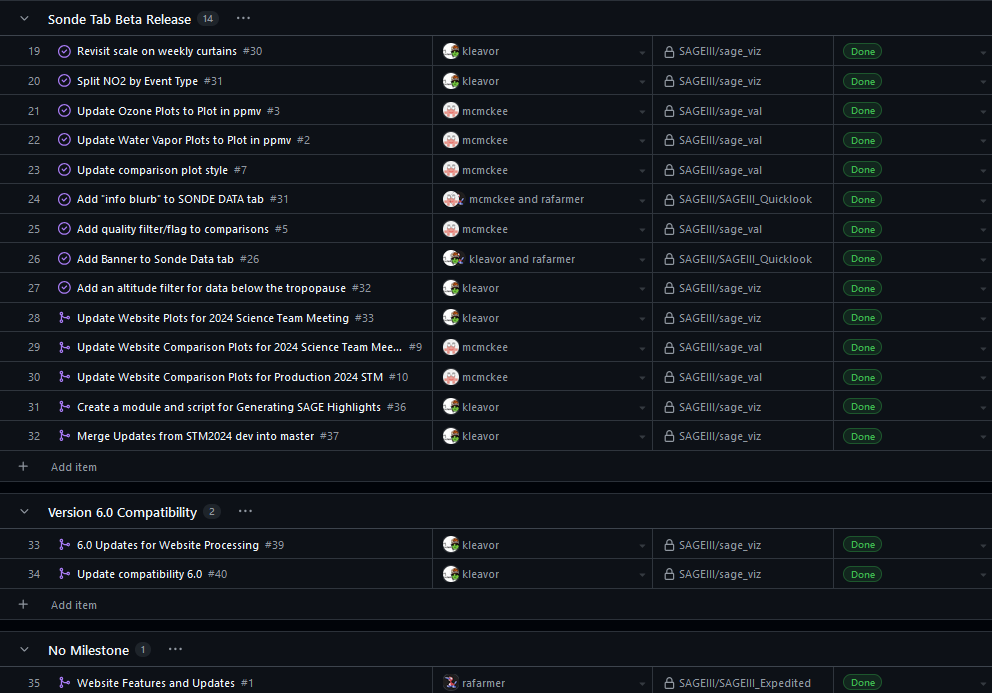 Sonde Tab Beta Release 14 ...
19 Revisit scale on weekly curtains #30 kleavor SAGEIII/sage_viz Done
20 Split NO2 by Event Type #31 kleavor SAGEIII/sage_viz Done
21 Update Ozone Plots to Plot in ppmv #3 mcmckee SAGEIII/sage_val Done
22 Update Water Vapor Plots to Plot in ppmv #2 mcmckee SAGEIII/sage_val Done
23 Update comparison plot style #7 mcmckee SAGEIII/sage_val Done
24 Add "info blurb" to SONDE DATA tab #31 mcmckee and rafarmer SAGEIII/SAGEIII_Quicklook Done
25 Add quality filter/flag to comparisons #5 mcmckee SAGEIII/sage_val Done
26 Add Banner to Sonde Data tab #26 kleavor and rafarmer SAGEIII/SAGEIII_Quicklook Done
27 Add an altitude filter for data below the tropopause #32 kleavor SAGEIII/sage_viz Done
28 Update Website Plots for 2024 Science Team Meeting #33 kleavor SAGEIII/sage_viz Done
29 Update Website Comparison Plots for 2024 Science Team Mee... #9 mcmckee SAGEIII/sage_val Done
30 Update Website Comparison Plots for Production 2024 STM #10 mcmckee SAGEIII/sage_val Done
31 Create a module and script for Generating SAGE Highlights #36 kleavor SAGEIII/sage_viz Done
32 Merge Updates from STM2024 dev into master #37 kleavor SAGEIII/sage_viz Done
+ Add item
Version 6.0 Compatibility 2 ...
33 6.0 Updates for Website Processing #39 kleavor SAGEIII/sage_viz Done
34 Update compatibility 6.0 #40 kleavor SAGEIII/sage_viz Done
+ Add item
No Milestone 1 ...
35 Website Features and Updates #1 rafarmer SAGEIII/SAGEIII_Expedited Done